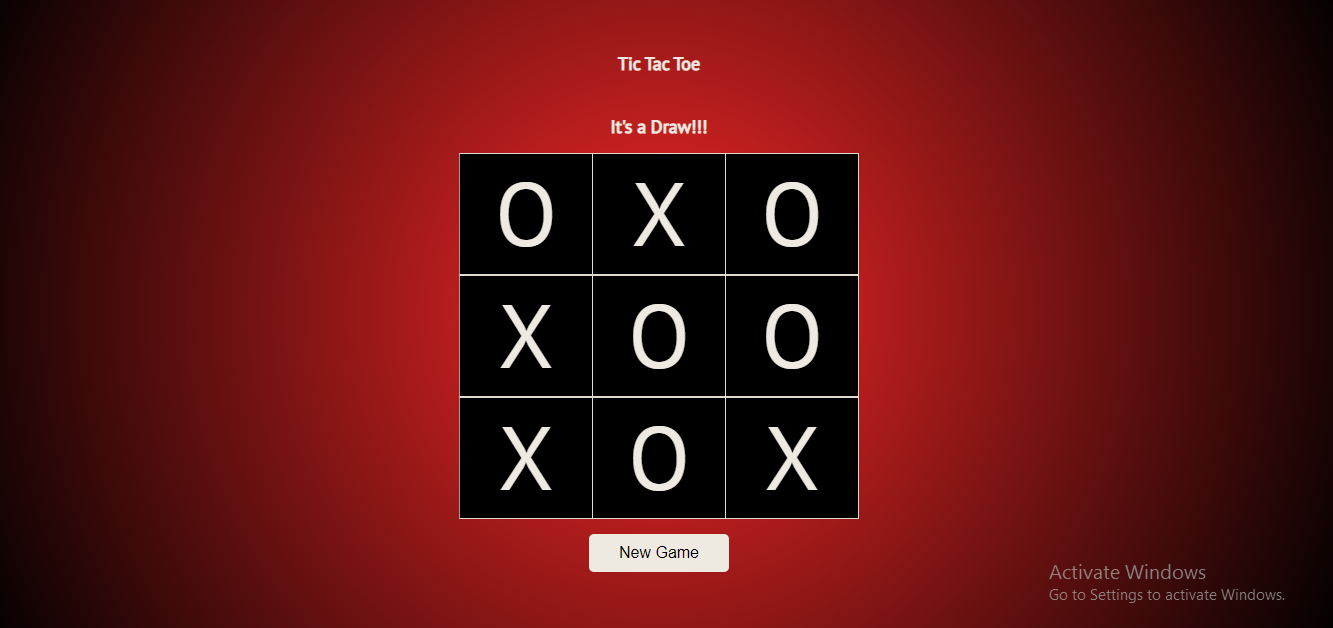 Tic Tac Toe
It's a Draw!!!
O X O
X O O
X O X
New Game
Activate Windows
Go to Settings to activate Windows.